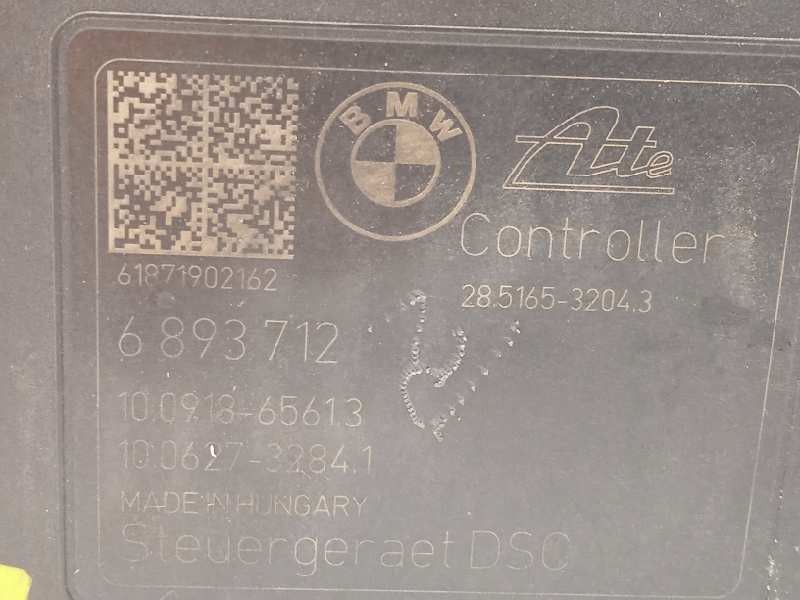 BMW
Ate
Controller
61871902162
28.5165-3204.3
6 893 712
10.0918-6561.3
10.0627-3284.1
MADE IN HUNGARY
Steuergeraet DSC